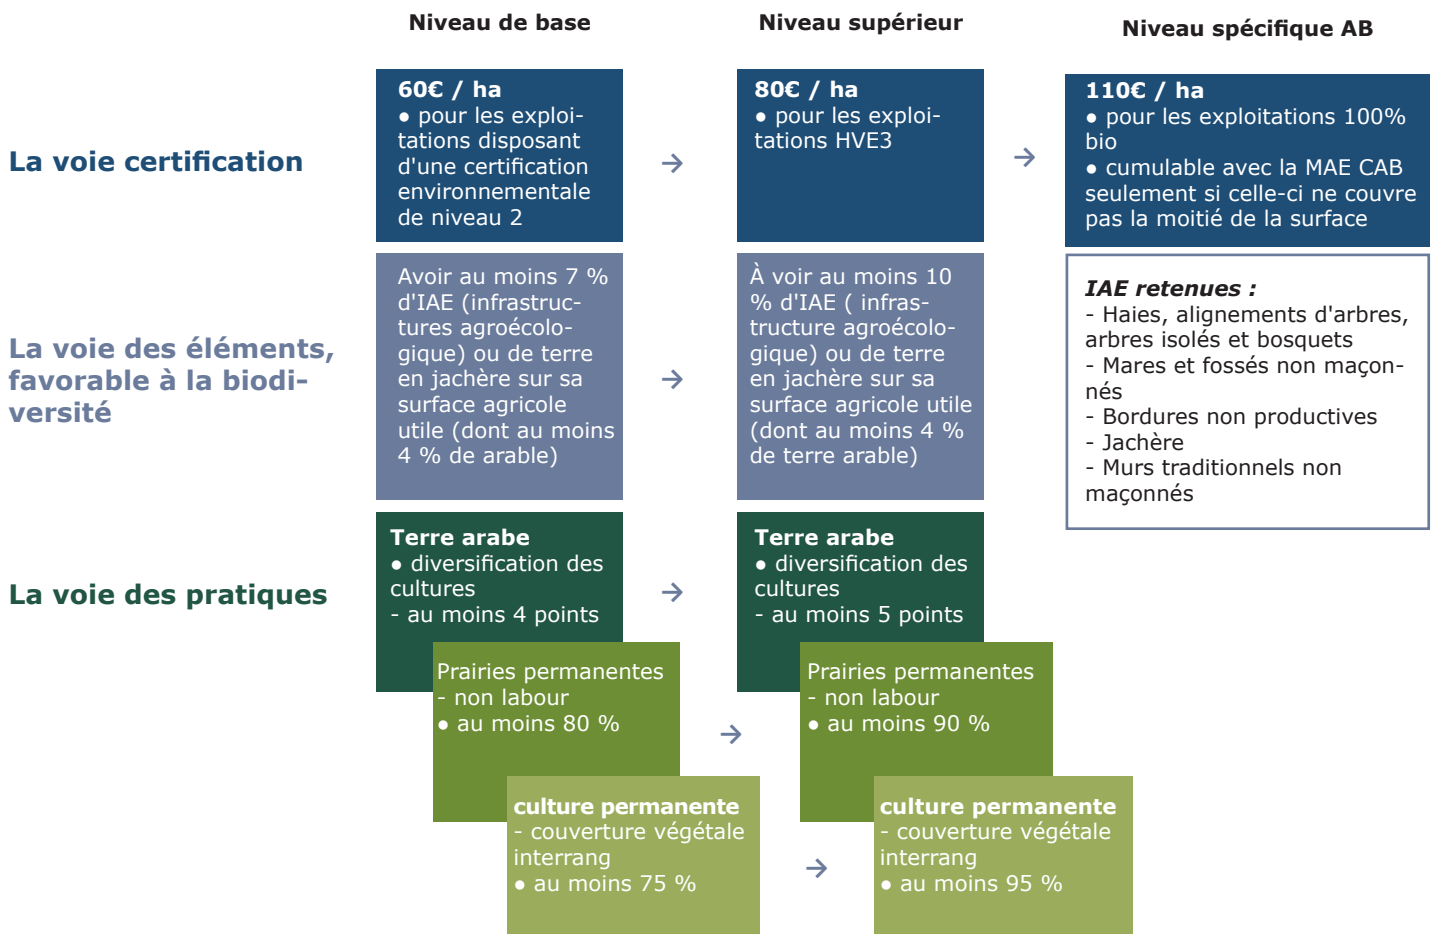 Niveau de base
Niveau supérieur
Niveau spécifique AB
La voie certification
60€ / ha
● pour les exploi-
tations disposant
d'une certification
environnementale
de niveau 2
→
80€ / ha
● pour les exploi-
tations HVE3
→
110€ / ha
● pour les exploitations 100%
bio
● cumulable avec la MAE CAB
seulement si celle-ci ne couvre
pas la moitié de la surface
La voie des éléments,
favorable à la biodi-
versité
Avoir au moins 7 %
d'IAE (infrastruc-
tures agroécolo-
gique) ou de terre
en jachère sur sa
surface agricole
utile (dont au moins
4 % de arable)
→
À voir au moins 10
% d'IAE ( infras-
tructure agroécolo-
gique) ou de terre
en jachère sur sa
surface agricole utile
(dont au moins 4 %
de terre arable)
IAE retenues :
- Haies, alignements d'arbres,
arbres isolés et bosquets
- Mares et fossés non maçon-
nés
- Bordures non productives
- Jachère
- Murs traditionnels non
maçonnés
La voie des pratiques
Terre arabe
● diversification des
cultures
- au moins 4 points
→
Terre arabe
● diversification des
cultures
- au moins 5 points
Prairies permanentes
- non labour
● au moins 80 %
→
Prairies permanentes
- non labour
● au moins 90 %
culture permanente
- couverture végétale
interrang
● au moins 75 %
→
culture permanente
- couverture végétale
interrang
● au moins 95 %